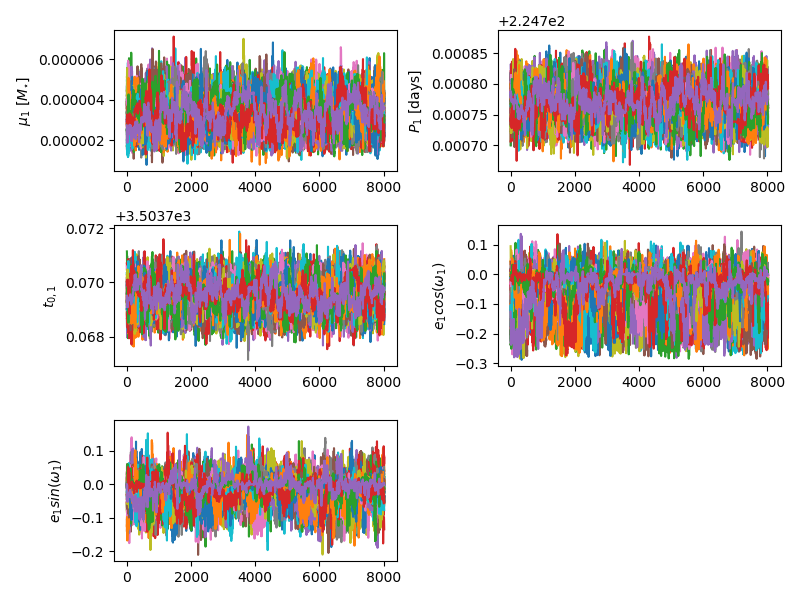 +2.247e2
0.000006
0.000004
0.000002
μ₁ [M⋆]
0 2000 4000 6000 8000
0.00085
0.00080
0.00075
0.00070
P₁ [days]
0 2000 4000 6000 8000
+3.5037e3
0.072
0.070
0.068
t₀,₁
0 2000 4000 6000 8000
0.1
0.0
−0.1
−0.2
−0.3
e₁cos(ω₁)
0 2000 4000 6000 8000
0.1
0.0
−0.1
−0.2
e₁sin(ω₁)
0 2000 4000 6000 8000